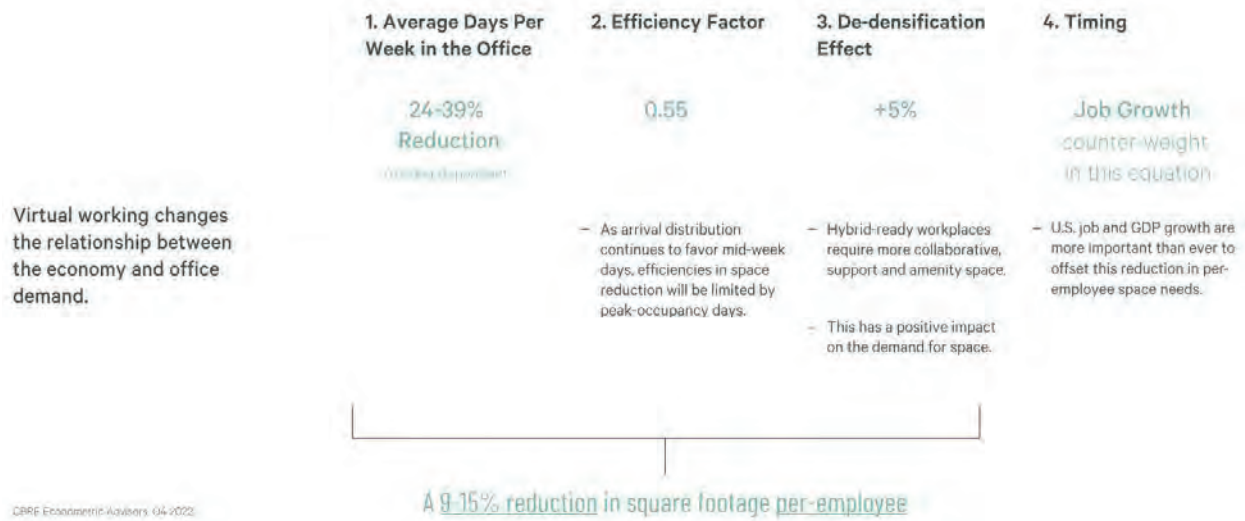 1. Average Days Per
Week in the Office
2. Efficiency Factor
3. De-densification
Effect
4. Timing
24-39%
Reduction
0.55
+5%
Job Growth
counter-weight
in this equation
Virtual working changes
the relationship between
the economy and office
demand.
– As arrival distribution
continues to favor mid-week
days, efficiencies in space
reduction will be limited by
peak-occupancy days.
– Hybrid-ready workplaces
require more collaborative,
support and amenity space.
– This has a positive impact
on the demand for space.
– U.S. job and GDP growth are
more important than ever to
offset this reduction in per-
employee space needs.
A 9-15% reduction in square footage per-employee
CBRE Econometric Advisors, Q4 2022